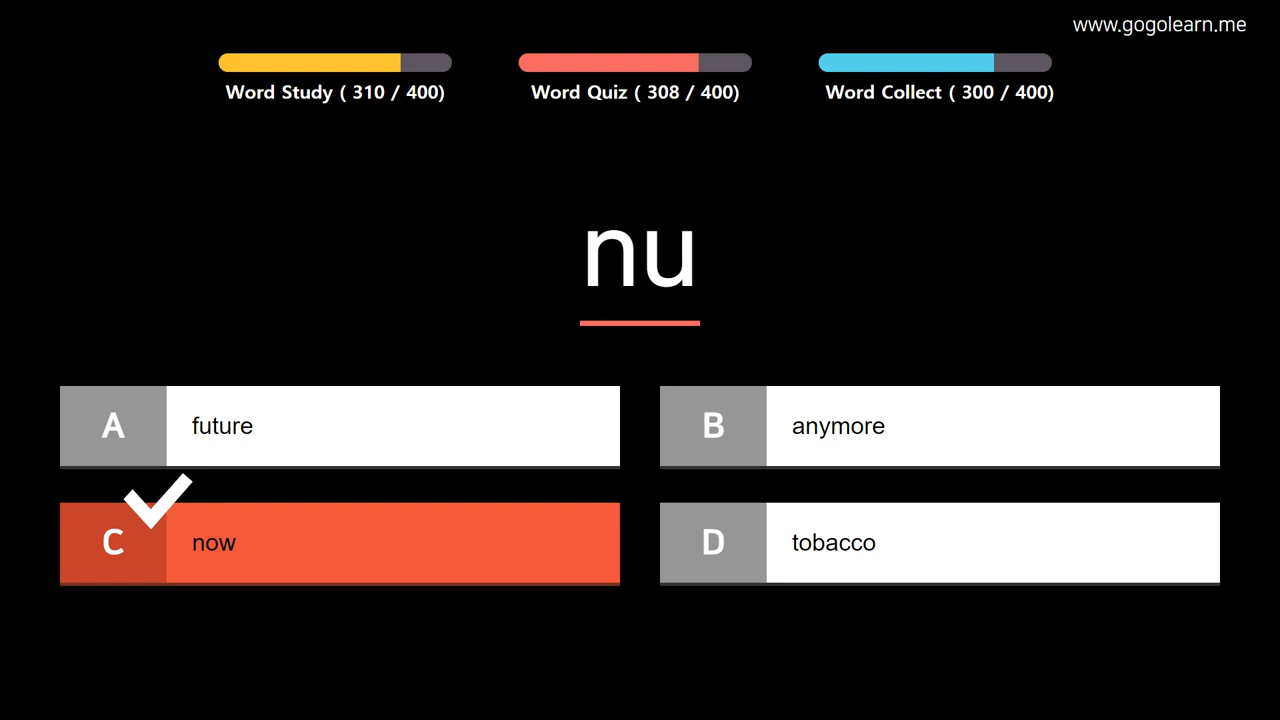 www.gogolearn.me
Word Study ( 310 / 400)
Word Quiz ( 308 / 400)
Word Collect ( 300 / 400)
nu
A future
B anymore
C now
D tobacco